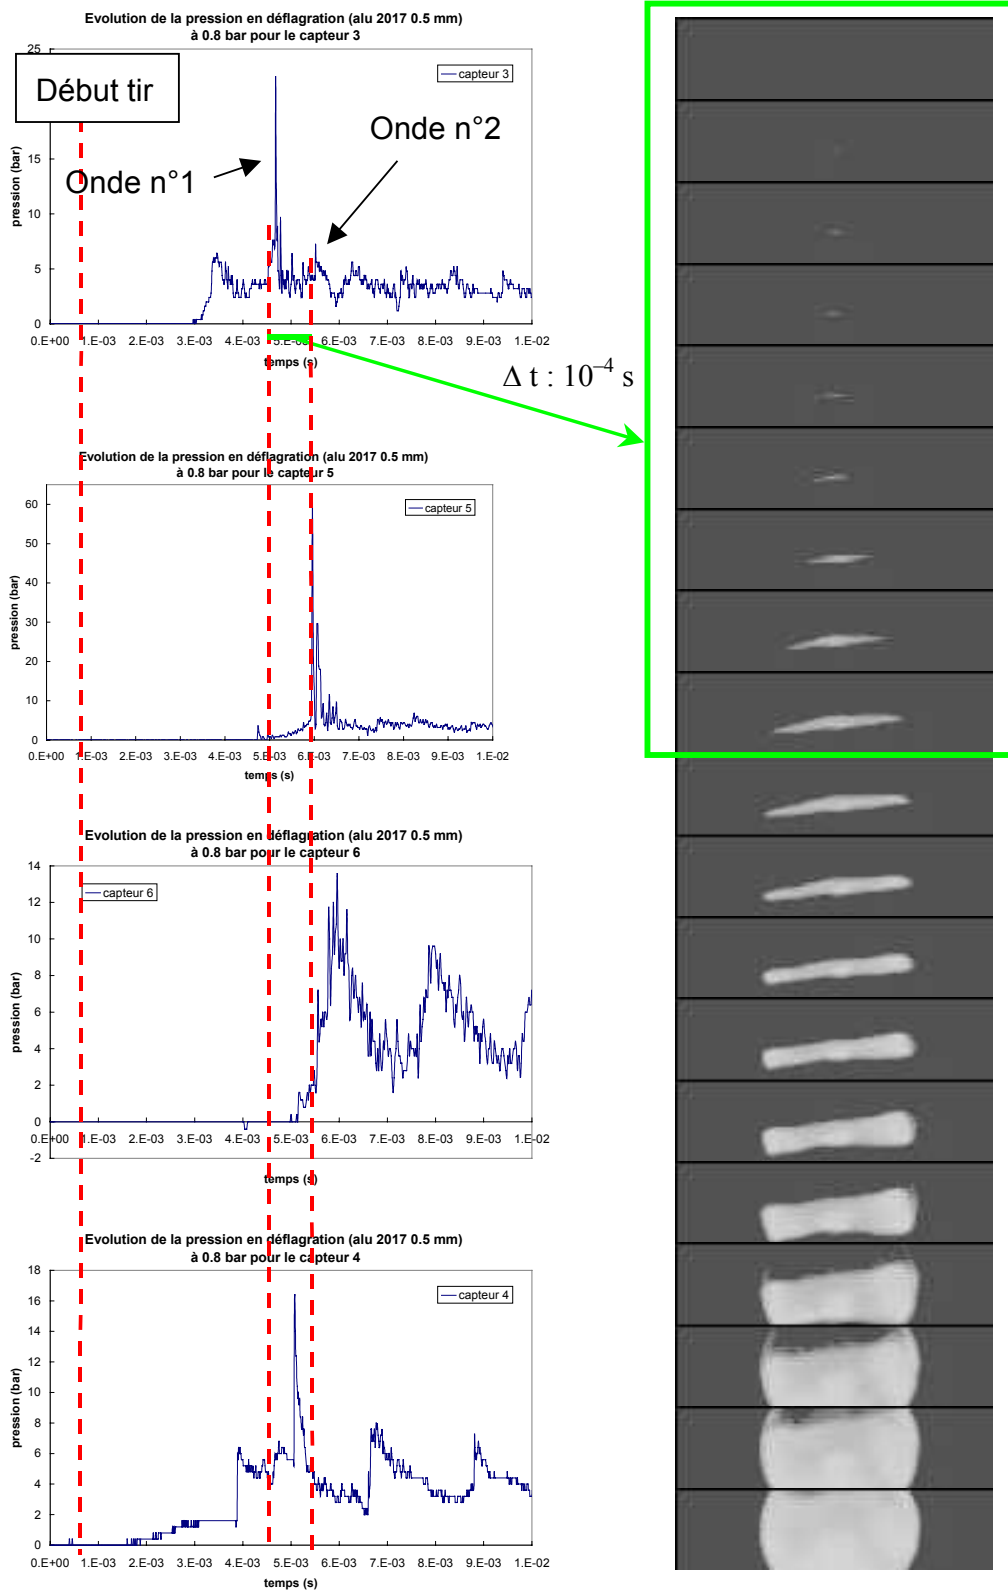 Evolution de la pression en déflagration (alu 2017 0.5 mm)
à 0.8 bar pour le capteur 3
25
15
10
5
0
pression (bar)
capteur 3
Début tir
Onde n°1
Onde n°2
0.E+00 1.E-03 2.E-03 3.E-03 4.E-03 5.E-03 6.E-03 7.E-03 8.E-03 9.E-03 1.E-02
temps (s)
Δ t : 10⁻⁴ s
Evolution de la pression en déflagration (alu 2017 0.5 mm)
à 0.8 bar pour le capteur 5
60
50
40
30
20
10
0
pression (bar)
capteur 5
0.E+00 1.E-03 2.E-03 3.E-03 4.E-03 5.E-03 6.E-03 7.E-03 8.E-03 9.E-03 1.E-02
temps (s)
Evolution de la pression en déflagration (alu 2017 0.5 mm)
à 0.8 bar pour le capteur 6
14
12
10
8
6
4
2
0
-2
pression (bar)
capteur 6
0.E+00 1.E-03 2.E-03 3.E-03 4.E-03 5.E-03 6.E-03 7.E-03 8.E-03 9.E-03 1.E-02
temps (s)
Evolution de la pression en déflagration (alu 2017 0.5 mm)
à 0.8 bar pour le capteur 4
18
16
14
12
10
8
6
4
2
0
pression (bar)
capteur 4
0.E+00 1.E-03 2.E-03 3.E-03 4.E-03 5.E-03 6.E-03 7.E-03 8.E-03 9.E-03 1.E-02
temps (s)